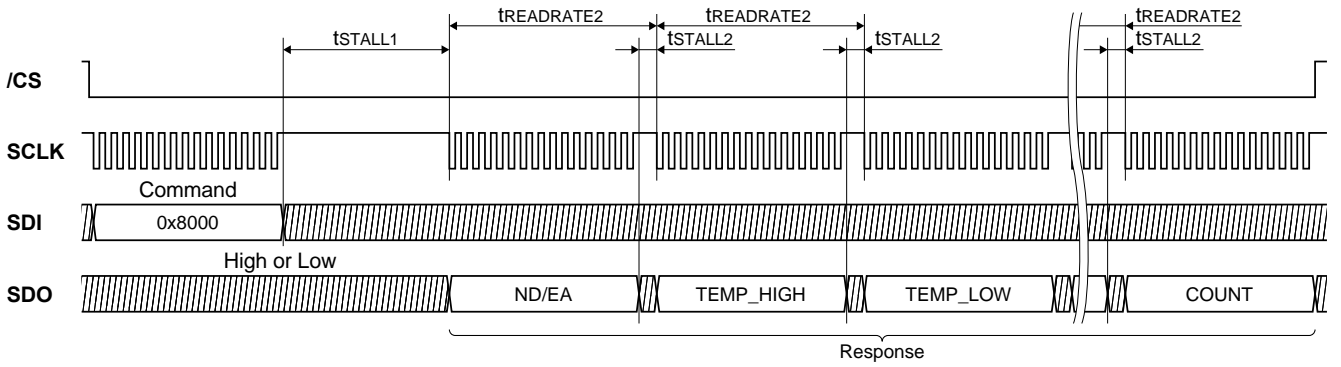 tREADRATE2 tREADRATE2 tREADRATE2
tSTALL1 tSTALL2 tSTALL2 tSTALL2
/CS
SCLK
Command
SDI 0x8000
High or Low
SDO ND/EA TEMP_HIGH TEMP_LOW COUNT
Response